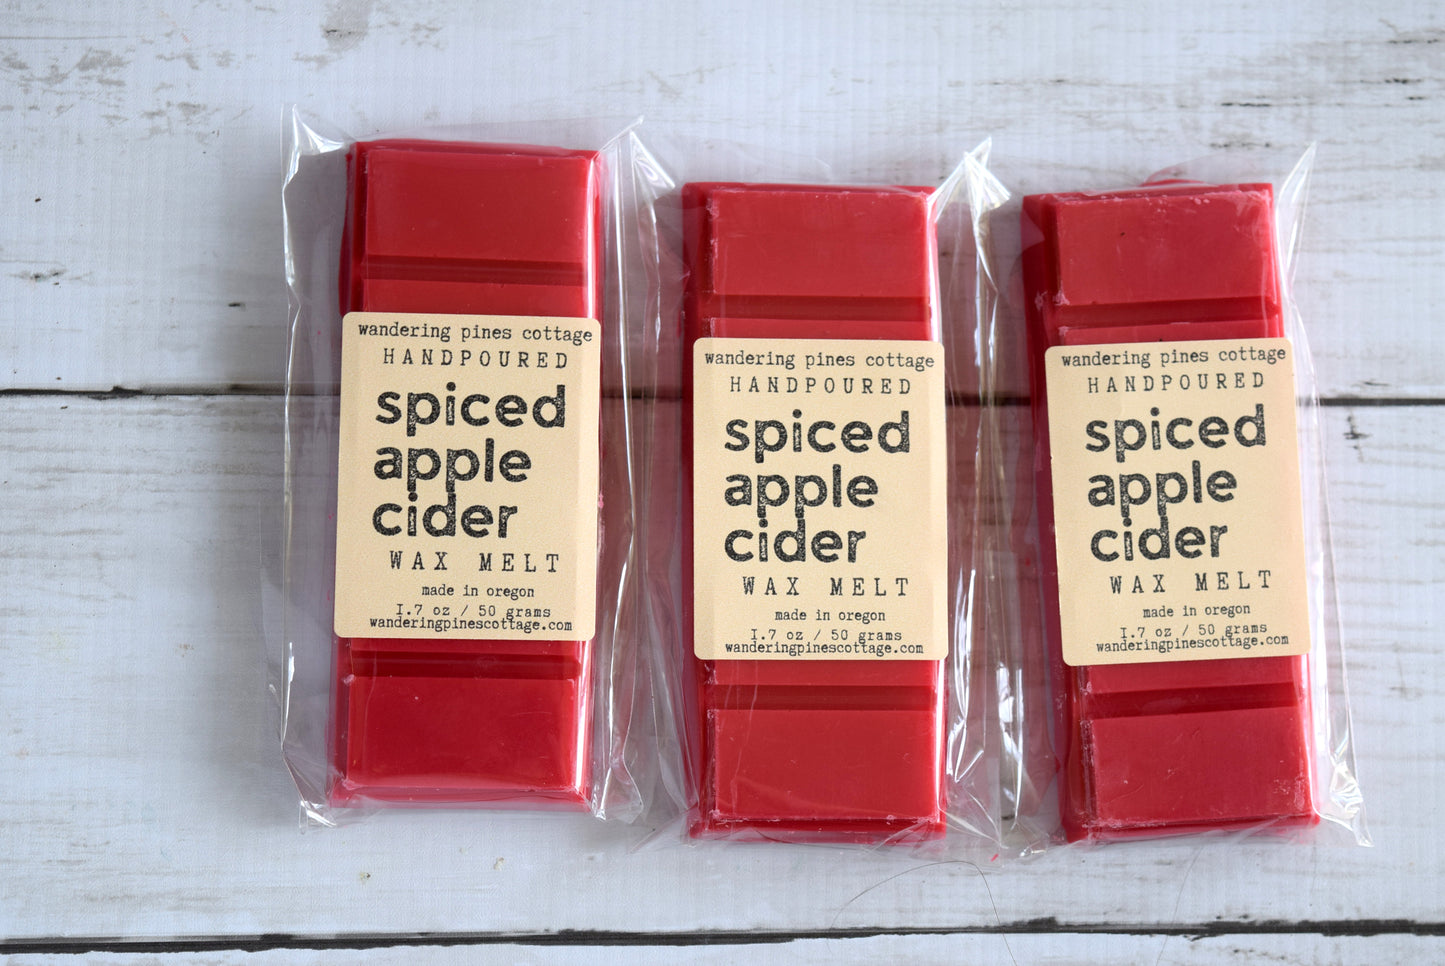 wandering pines cottage
HANDPOURED
spiced
apple
cider
WAX MELT
made in oregon
1.7 oz / 50 grams
wanderingpinescottage.com
wandering pines cottage
HANDPOURED
spiced
apple
cider
WAX MELT
made in oregon
1.7 oz / 50 grams
wanderingpinescottage.com
wandering pines cottage
HANDPOURED
spiced
apple
cider
WAX MELT
made in oregon
1.7 oz / 50 grams
wanderingpinescottage.com